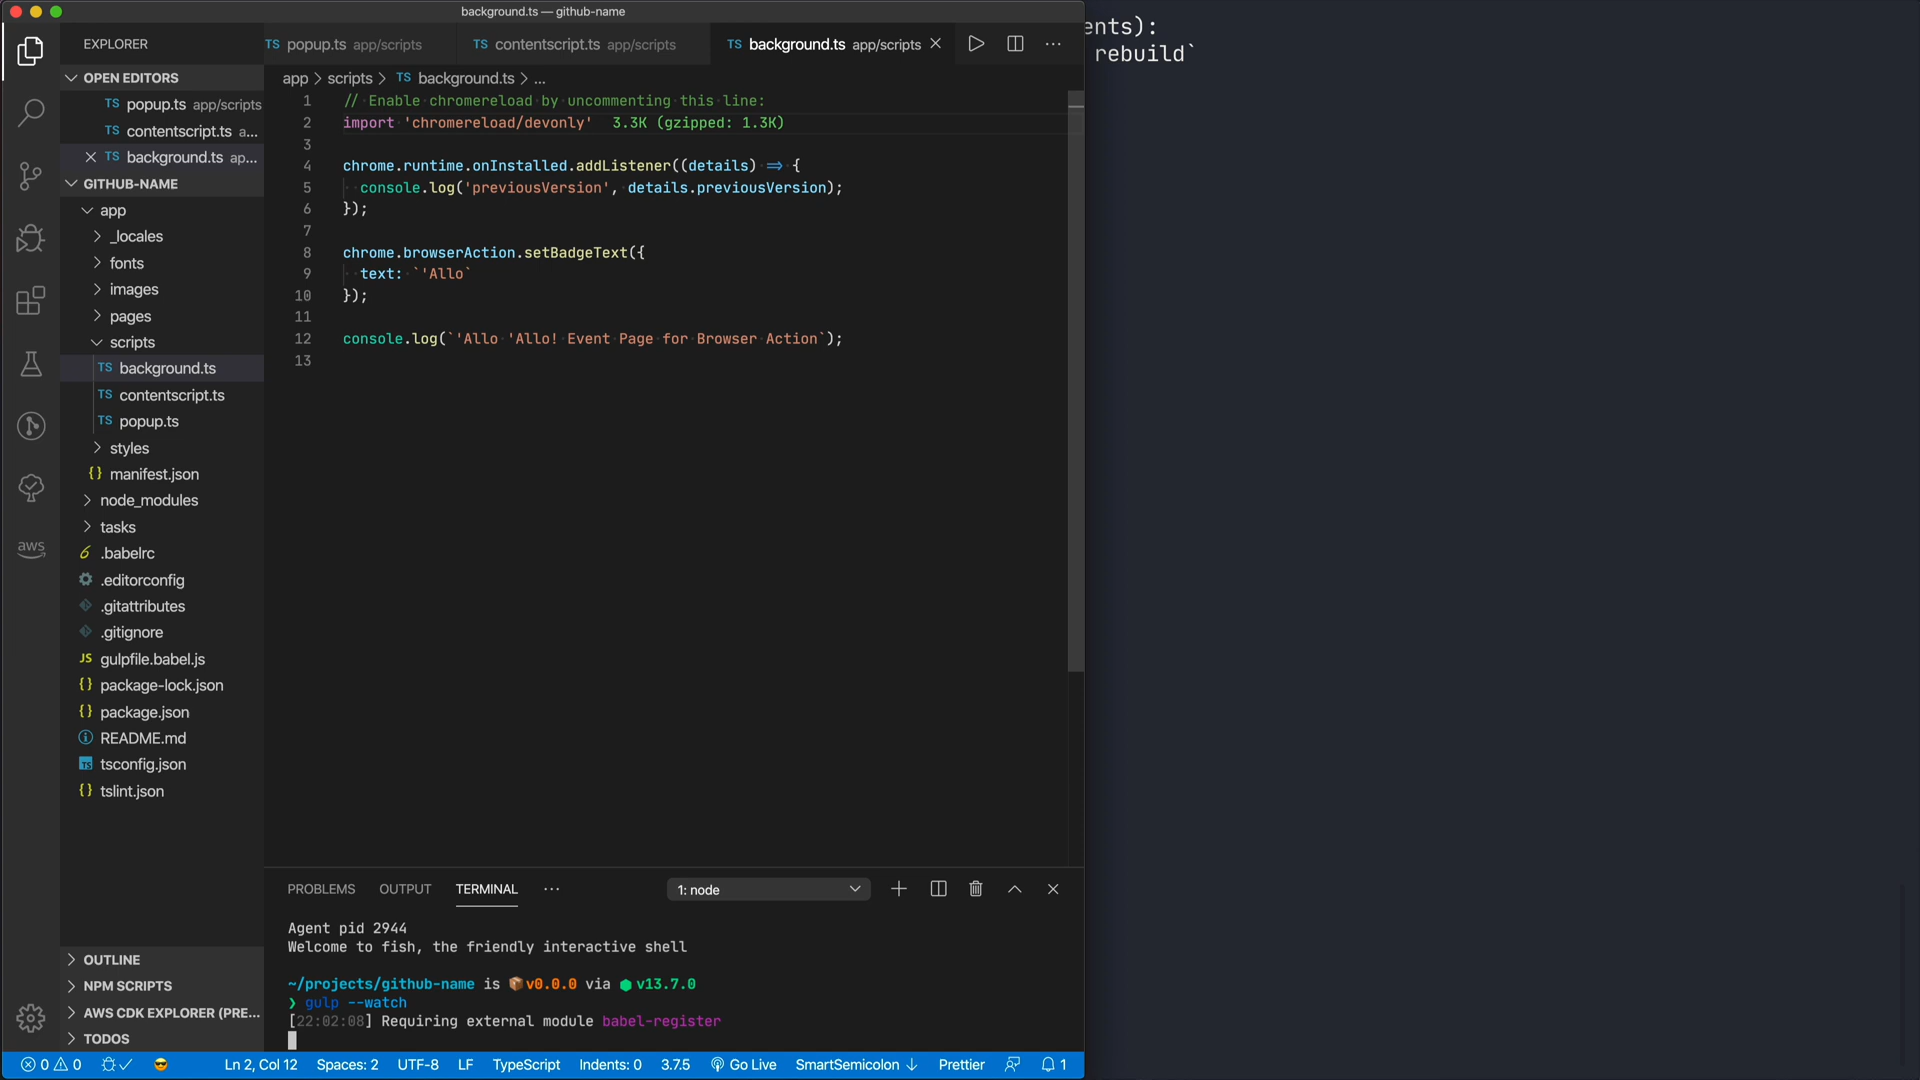 background.ts — github-name
EXPLORER
OPEN EDITORS
TS popup.ts app/scripts
TS contentscript.ts a...
TS background.ts ap...
GITHUB-NAME
app
_locales
fonts
images
pages
scripts
TS background.ts
TS contentscript.ts
TS popup.ts
styles
{} manifest.json
node_modules
tasks
.babelrc
.editorconfig
.gitattributes
.gitignore
JS gulpfile.babel.js
{} package-lock.json
{} package.json
README.md
TS tsconfig.json
{} tslint.json
OUTLINE
NPM SCRIPTS
AWS CDK EXPLORER (PRE...
TODOS
aws
TS popup.ts app/scripts
TS contentscript.ts app/scripts
TS background.ts app/scripts
app > scripts > TS background.ts > ...
1 // Enable chromereload by uncommenting this line:
2 import 'chromereload/devonly' 3.3K (gzipped: 1.3K)
3
4 chrome.runtime.onInstalled.addListener((details) => {
5 console.log('previousVersion', details.previousVersion);
6 });
7
8 chrome.browserAction.setBadgeText({
9 text: `'Allo`
10 });
11
12 console.log(`'Allo 'Allo! Event Page for Browser Action`);
13
PROBLEMS OUTPUT TERMINAL ... 1: node
Agent pid 2944
Welcome to fish, the friendly interactive shell
~/projects/github-name is 📦v0.0.0 via ⬢ v13.7.0
❯ gulp --watch
[22:02:08] Requiring external module babel-register
0 0 Ln 2, Col 12 Spaces: 2 UTF-8 LF TypeScript Indents: 0 3.7.5 Go Live SmartSemicolon ↓ Prettier 1
ents):
rebuild`